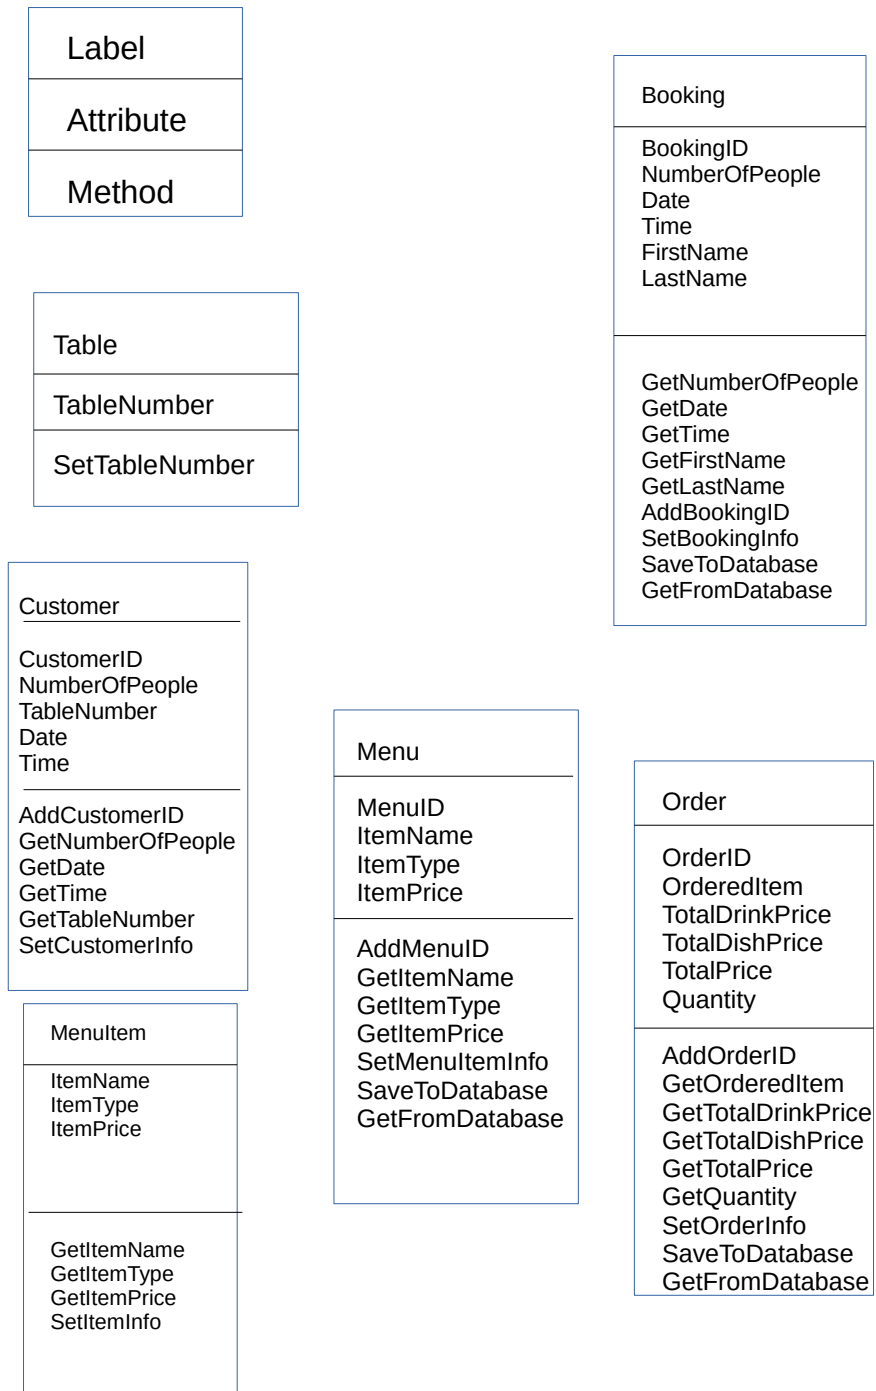 Label
Attribute
Method
Booking
BookingID
NumberOfPeople
Date
Time
FirstName
LastName
GetNumberOfPeople
GetDate
GetTime
GetFirstName
GetLastName
AddBookingID
SetBookingInfo
SaveToDatabase
GetFromDatabase
Table
TableNumber
SetTableNumber
Customer
CustomerID
NumberOfPeople
TableNumber
Date
Time
AddCustomerID
GetNumberOfPeople
GetDate
GetTime
GetTableNumber
SetCustomerInfo
Menu
MenuID
ItemName
ItemType
ItemPrice
AddMenuID
GetItemName
GetItemType
GetItemPrice
SetMenuItemInfo
SaveToDatabase
GetFromDatabase
Order
OrderID
OrderedItem
TotalDrinkPrice
TotalDishPrice
TotalPrice
Quantity
AddOrderID
GetOrderedItem
GetTotalDrinkPrice
GetTotalDishPrice
GetTotalPrice
GetQuantity
SetOrderInfo
SaveToDatabase
GetFromDatabase
MenuItem
ItemName
ItemType
ItemPrice
GetItemName
GetItemType
GetItemPrice
SetItemInfo